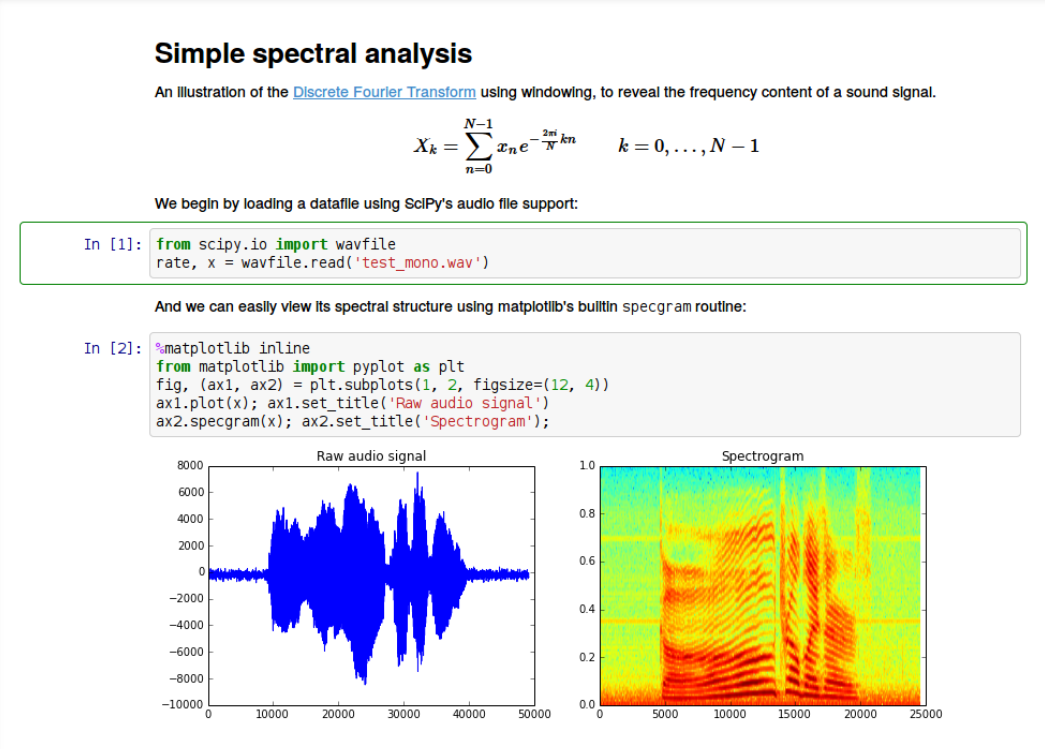 Simple spectral analysis
An illustration of the Discrete Fourier Transform using windowing, to reveal the frequency content of a sound signal.
X_k = \sum_{n=0}^{N-1} x_n e^{-\frac{2\pi i}{N} kn}    k = 0, . . . , N − 1
We begin by loading a datafile using SciPy's audio file support:
In [1]: from scipy.io import wavfile
rate, x = wavfile.read('test_mono.wav')
And we can easily view its spectral structure using matplotlib's builtin specgram routine:
In [2]: %matplotlib inline
from matplotlib import pyplot as plt
fig, (ax1, ax2) = plt.subplots(1, 2, figsize=(12, 4))
ax1.plot(x); ax1.set_title('Raw audio signal')
ax2.specgram(x); ax2.set_title('Spectrogram');
Raw audio signal
8000
6000
4000
2000
0
−2000
−4000
−6000
−8000
−10000
0 10000 20000 30000 40000 50000
Spectrogram
1.0
0.8
0.6
0.4
0.2
0.0
0 5000 10000 15000 20000 25000